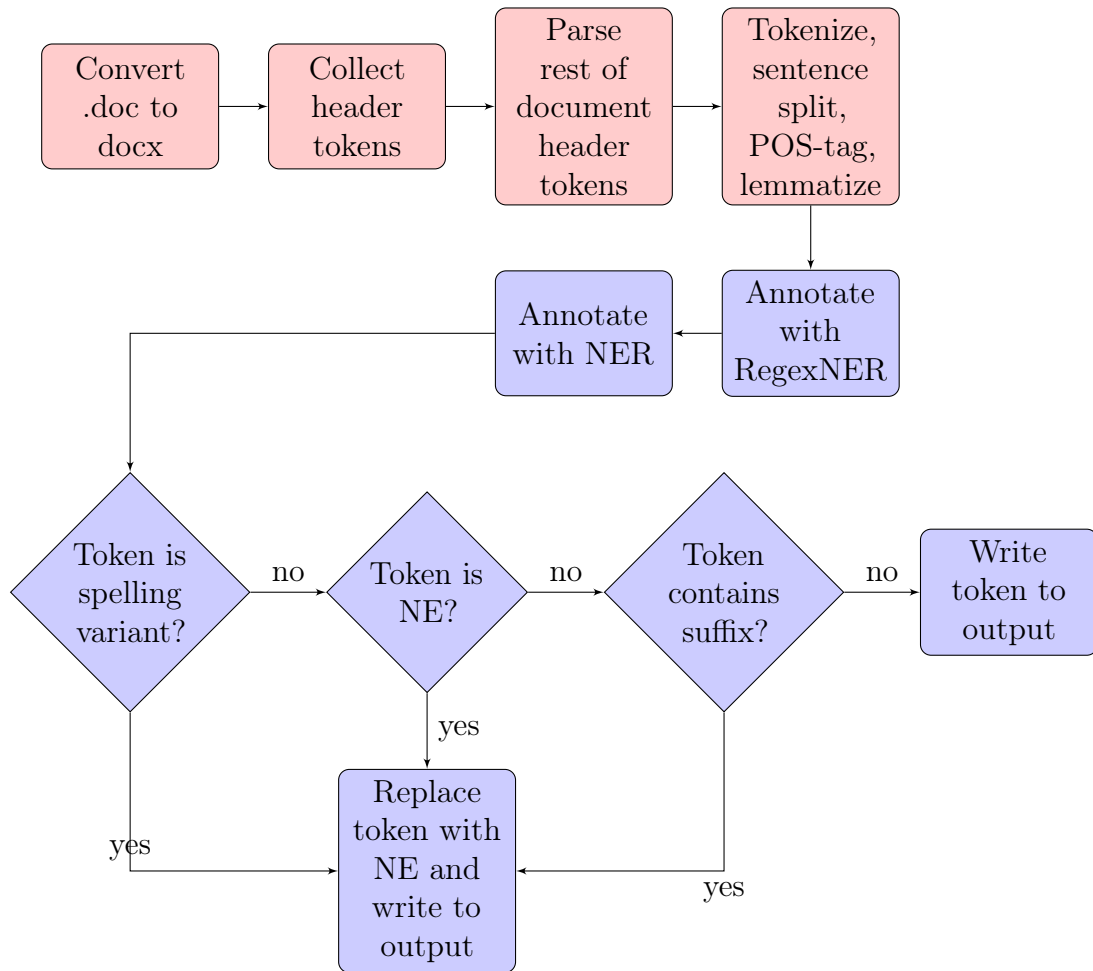 Convert
.doc to
docx
Collect
header
tokens
Parse
rest of
document
header
tokens
Tokenize,
sentence
split,
POS-tag,
lemmatize
Annotate
with
RegexNER
Annotate
with NER
Token is
spelling
variant?
no
Token is
NE?
no
Token
contains
suffix?
no
Write
token to
output
yes
yes
yes
Replace
token with
NE and
write to
output